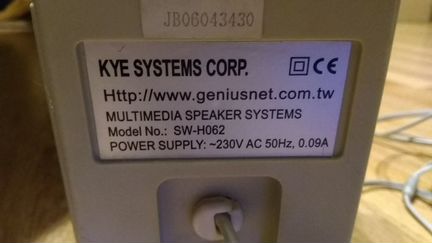 JB06043430
KYE SYSTEMS CORP. CE
Http://www.geniusnet.com.tw
MULTIMEDIA SPEAKER SYSTEMS
Model No.: SW-H062
POWER SUPPLY: ~230V AC 50Hz, 0.09A